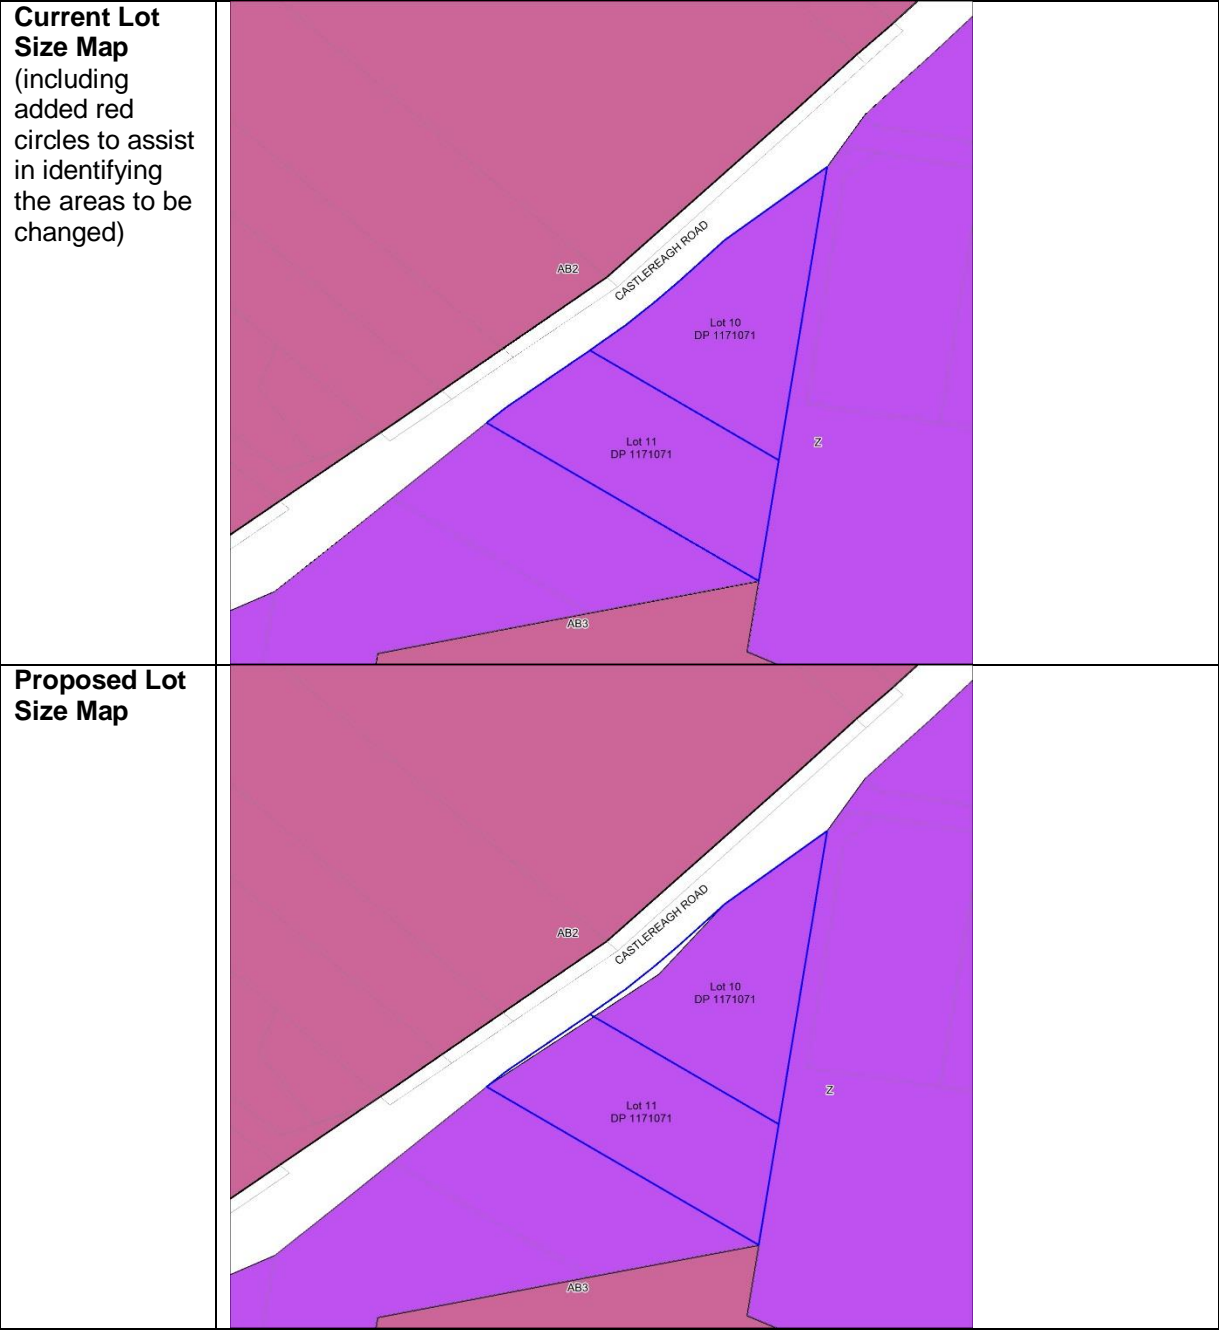 Current Lot
Size Map
(including
added red
circles to assist
in identifying
the areas to be
changed)
AB2
CASTLEREAGH ROAD
Lot 10
DP 1171071
Lot 11
DP 1171071
Z
AB3
Proposed Lot
Size Map
AB2
CASTLEREAGH ROAD
Lot 10
DP 1171071
Z
Lot 11
DP 1171071
AB3